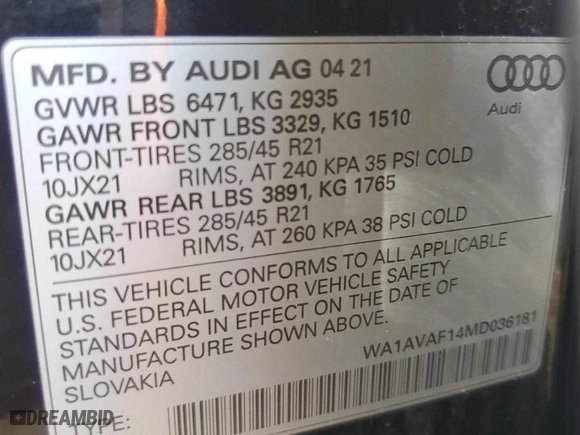 MFD. BY AUDI AG 04 21
GVWR LBS 6471, KG 2935
GAWR FRONT LBS 3329, KG 1510
FRONT-TIRES 285/45 R21
10JX21 RIMS, AT 240 KPA 35 PSI COLD
GAWR REAR LBS 3891, KG 1765
REAR-TIRES 285/45 R21
10JX21 RIMS, AT 260 KPA 38 PSI COLD
Audi
THIS VEHICLE CONFORMS TO ALL APPLICABLE
U.S. FEDERAL MOTOR VEHICLE SAFETY
STANDARDS IN EFFECT ON THE DATE OF
MANUFACTURE SHOWN ABOVE.
SLOVAKIA
WA1AVAF14MD036181
TYPE:
DREAMBID